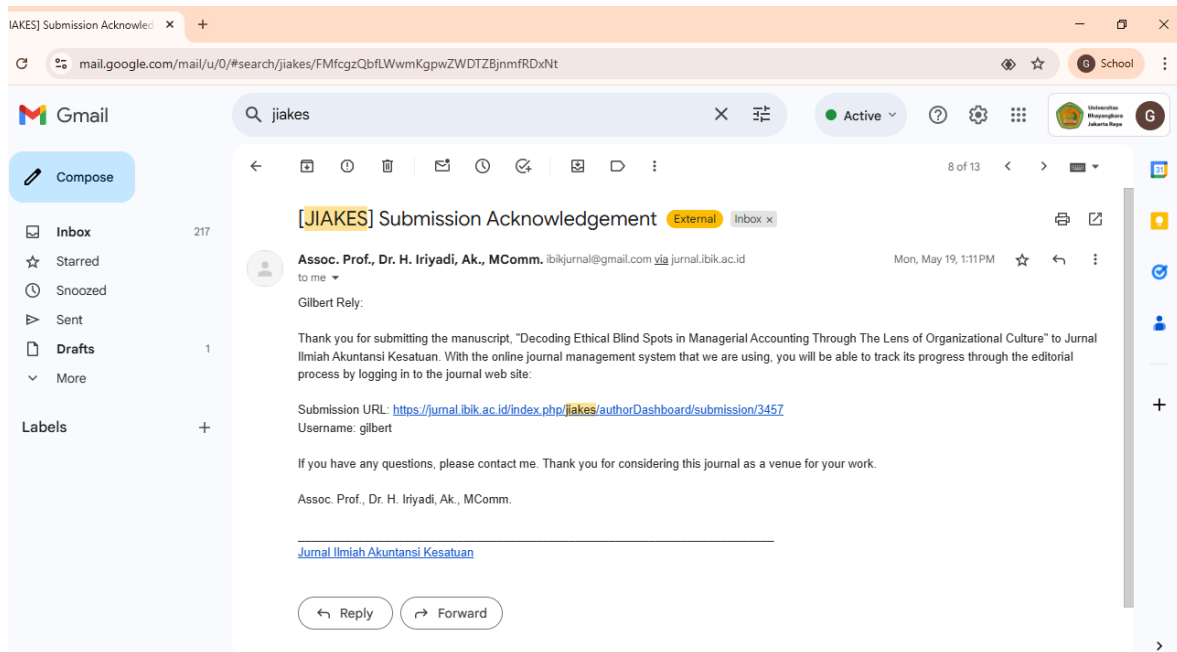 IAKES] Submission Acknowled
mail.google.com/mail/u/0/#search/jiakes/FMfcgzQbfLWwmKgpwZWDTZBjnmfRDxNt
G School
Gmail
jiakes
Active
Universitas
Bhayangkara
Jakarta Raya
G
Compose
8 of 13
31
[JIAKES] Submission Acknowledgement External Inbox x
Inbox 217
Starred
Snoozed
Sent
Drafts 1
More
Labels
Assoc. Prof., Dr. H. Iriyadi, Ak., MComm. ibikjurnal@gmail.com via jurnal.ibik.ac.id Mon, May 19, 1:11 PM
to me
Gilbert Rely:
Thank you for submitting the manuscript, "Decoding Ethical Blind Spots in Managerial Accounting Through The Lens of Organizational Culture" to Jurnal
Ilmiah Akuntansi Kesatuan. With the online journal management system that we are using, you will be able to track its progress through the editorial
process by logging in to the journal web site:
Submission URL: https://jurnal.ibik.ac.id/index.php/jiakes/authorDashboard/submission/3457
Username: gilbert
If you have any questions, please contact me. Thank you for considering this journal as a venue for your work.
Assoc. Prof., Dr. H. Iriyadi, Ak., MComm.
Jurnal Ilmiah Akuntansi Kesatuan
Reply
Forward